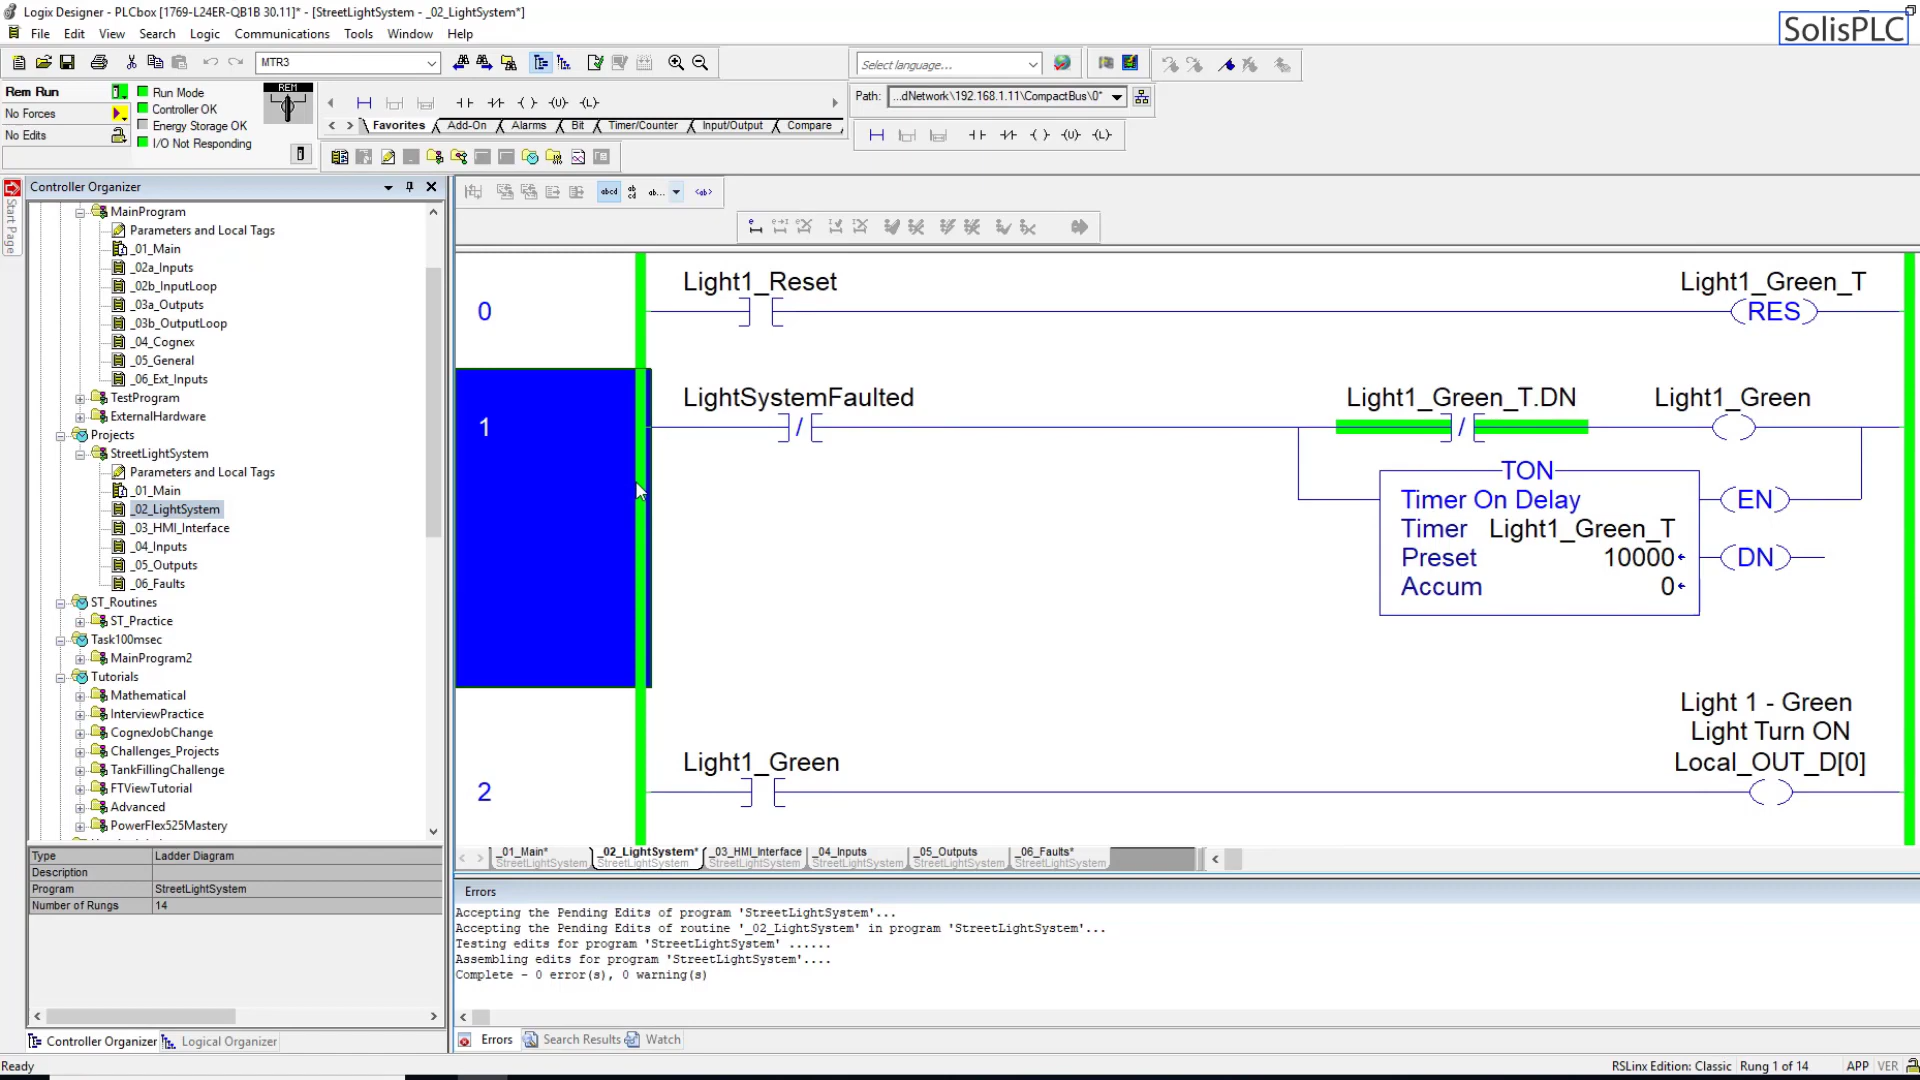 Logix Designer - PLCbox [1769-L24ER-QB1B 30.11]* - [StreetLightSystem - _02_LightSystem*]
SolisPLC
File Edit View Search Logic Communications Tools Window Help
MTR3
Select language...
Rem Run
No Forces
No Edits
Run Mode
Controller OK
Energy Storage OK
I/O Not Responding
REM
Path: ...dNetwork\192.168.1.11\CompactBus\0*
Favorites Add-On Alarms Bit Timer/Counter Input/Output Compare
Start Page
Controller Organizer
MainProgram
Parameters and Local Tags
_01_Main
_02a_Inputs
_02b_InputLoop
_03a_Outputs
_03b_OutputLoop
_04_Cognex
_05_General
_06_Ext_Inputs
TestProgram
ExternalHardware
Projects
StreetLightSystem
Parameters and Local Tags
_01_Main
_02_LightSystem
_03_HMI_Interface
_04_Inputs
_05_Outputs
_06_Faults
ST_Routines
ST_Practice
Task100msec
MainProgram2
Tutorials
Mathematical
InterviewPractice
CognexJobChange
Challenges_Projects
TankFillingChallenge
FTViewTutorial
Advanced
PowerFlex525Mastery
Type Ladder Diagram
Description
Program StreetLightSystem
Number of Rungs 14
Controller Organizer Logical Organizer
0
Light1_Reset
Light1_Green_T
RES
1
LightSystemFaulted
Light1_Green_T.DN
Light1_Green
TON
Timer On Delay
Timer Light1_Green_T
Preset 10000
Accum 0
EN
DN
2
Light1_Green
Light 1 - Green
Light Turn ON
Local_OUT_D[0]
_01_Main* _02_LightSystem* _03_HMI_Interface _04_Inputs _05_Outputs _06_Faults*
StreetLightSystem StreetLightSystem StreetLightSystem StreetLightSystem StreetLightSystem StreetLightSystem
Errors
Accepting the Pending Edits of program 'StreetLightSystem'...
Accepting the Pending Edits of routine '_02_LightSystem' in program 'StreetLightSystem'...
Testing edits for program 'StreetLightSystem' ......
Assembling edits for program 'StreetLightSystem'....
Complete - 0 error(s), 0 warning(s)
Errors Search Results Watch
Ready
RSLinx Edition: Classic Rung 1 of 14 APP VER